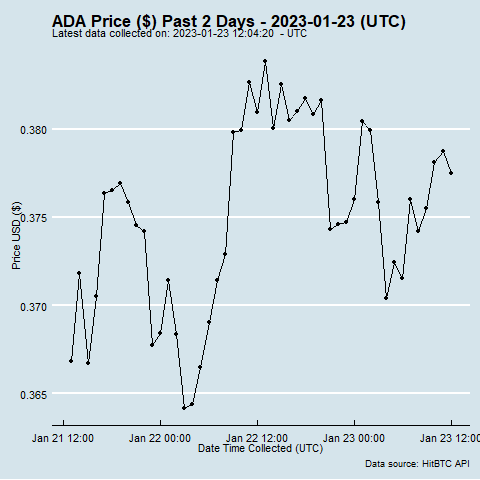 ADA Price ($) Past 2 Days - 2023-01-23 (UTC)
Latest data collected on: 2023-01-23 12:04:20  - UTC
0.380
0.375
0.370
0.365
Price USD ($)
Jan 21 12:00
Jan 22 00:00
Jan 22 12:00
Jan 23 00:00
Jan 23 12:00
Date Time Collected (UTC)
Data source: HitBTC API